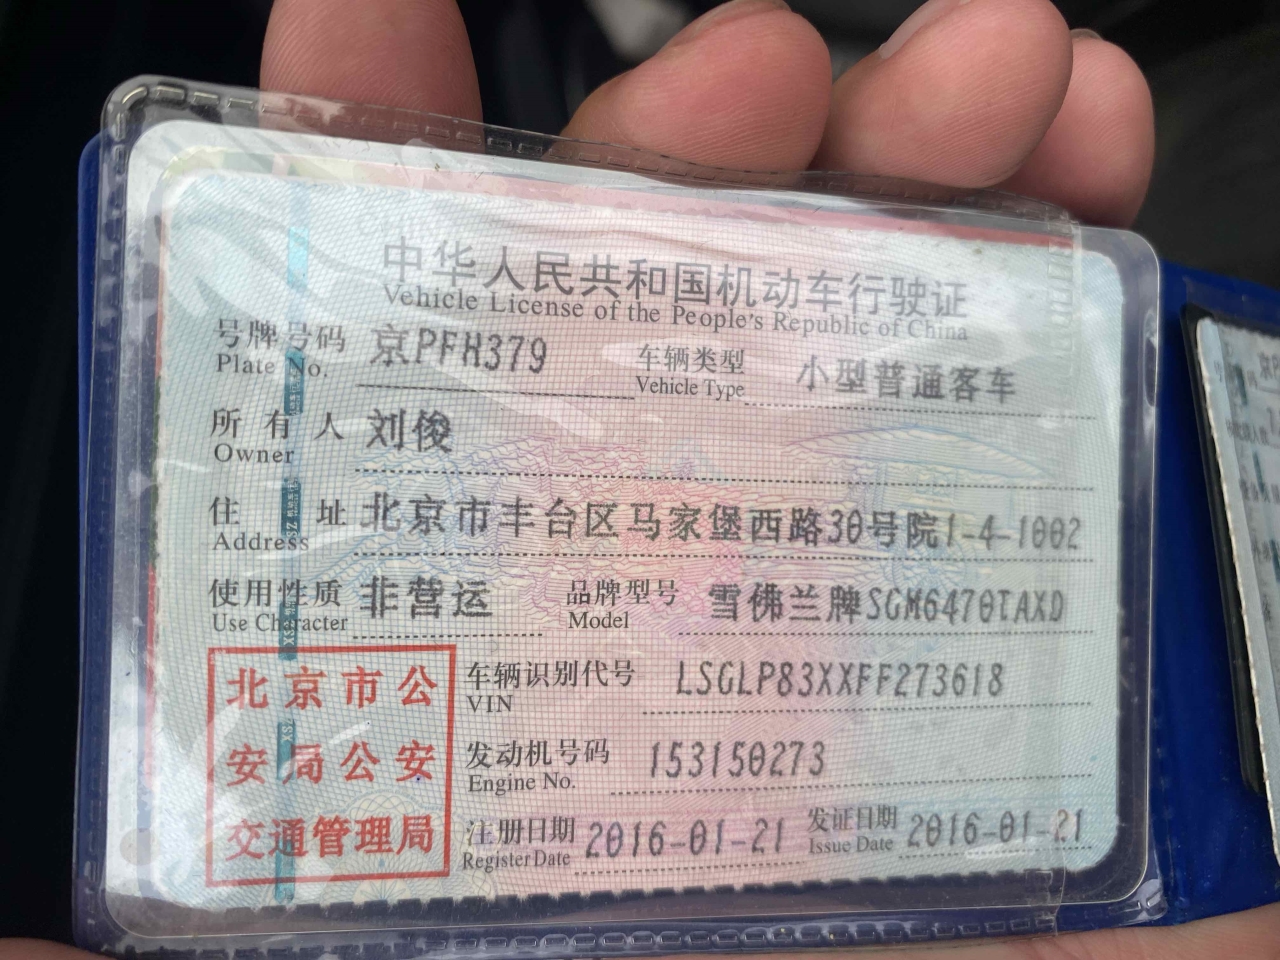 中华人民共和国机动车行驶证
Vehicle License of the People's Republic of China
号牌号码 京PFH379 车辆类型 小型普通客车
Plate No. Vehicle Type
所有人 刘俊
Owner
住址 北京市丰台区马家堡西路30号院1-4-1002
Address
使用性质 非营运 品牌型号 雪佛兰牌SGM6470TAXD
Use Character Model
北京市公
安局公安
交通管理局
车辆识别代号 LSGLP83XXFF273618
VIN
发动机号码 153150273
Engine No.
注册日期 2016-01-21 发证日期 2016-01-21
Register Date Issue Date